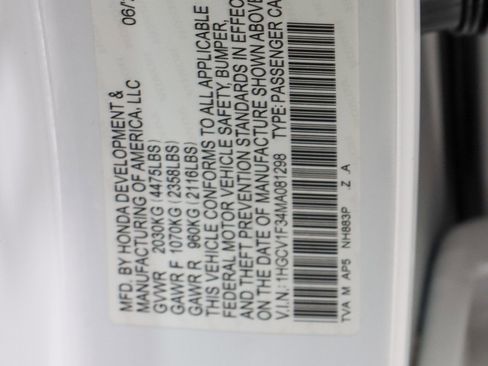 06/
MFD. BY HONDA DEVELOPMENT &
MANUFACTURING OF AMERICA, LLC
GVWR 2030KG (4475LBS)
GAWR F 1070KG (2358LBS)
GAWR R 960KG (2116LBS)
THIS VEHICLE CONFORMS TO ALL APPLICABLE
FEDERAL MOTOR VEHICLE SAFETY, BUMPER,
AND THEFT PREVENTION STANDARDS IN EFFEC
ON THE DATE OF MANUFACTURE SHOWN ABOVE
V.I.N.: 1HGCV1F34MA081298 TYPE: PASSENGER CA
TVA M AP5 NH883P Z A